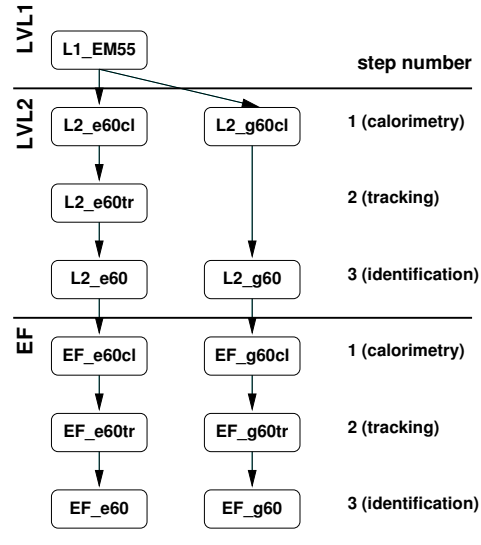 LVL1
L1_EM55
step number
LVL2
L2_e60cl L2_g60cl 1 (calorimetry)
L2_e60tr 2 (tracking)
L2_e60 L2_g60 3 (identification)
EF
EF_e60cl EF_g60cl 1 (calorimetry)
EF_e60tr EF_g60tr 2 (tracking)
EF_e60 EF_g60 3 (identification)